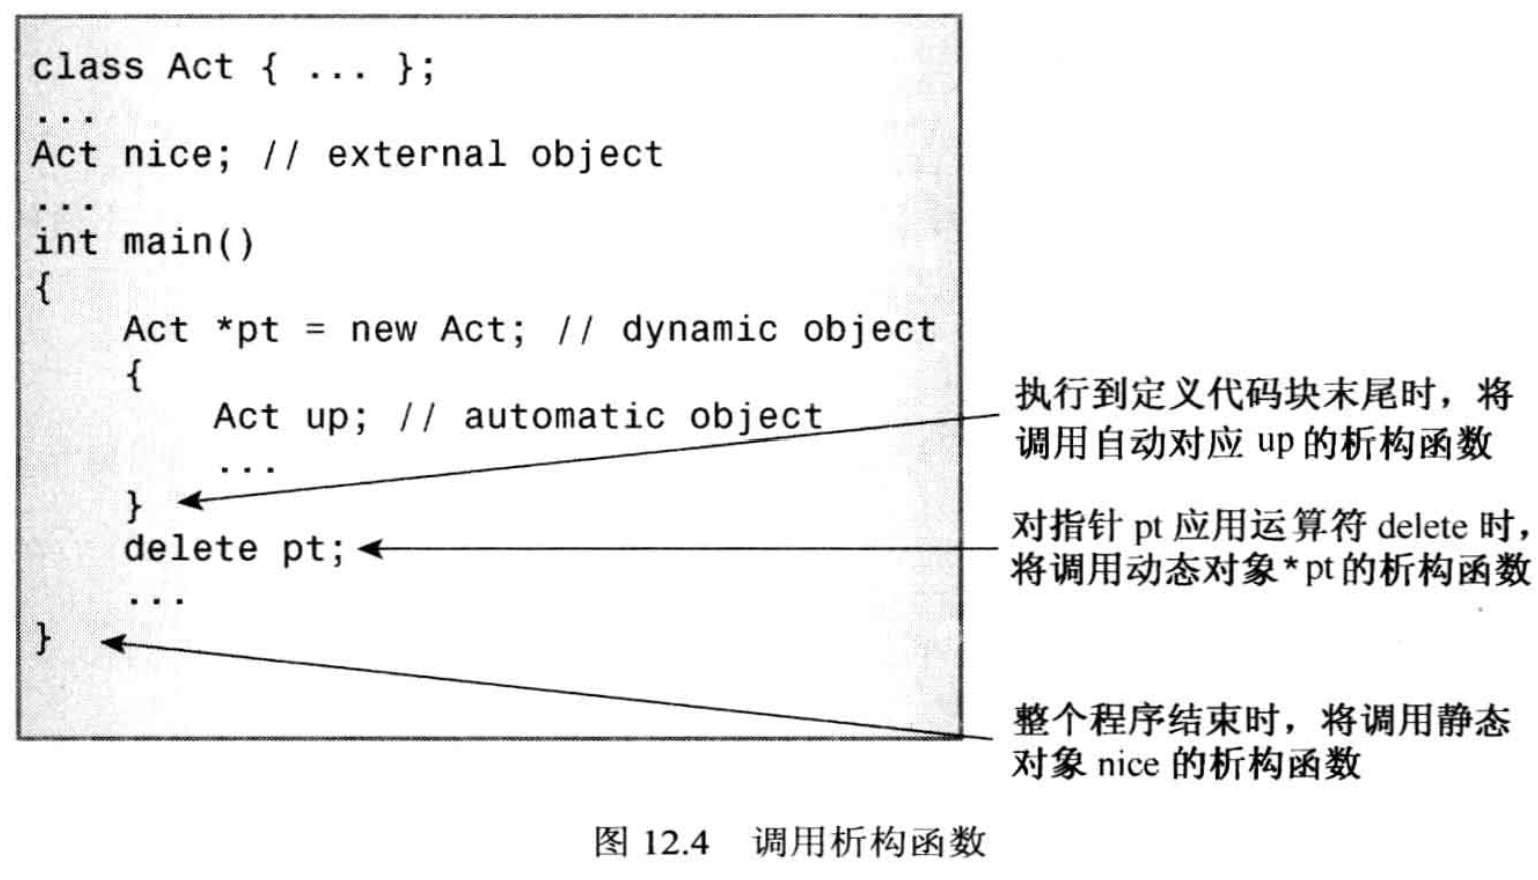 class Act { ... };
...
Act nice; // external object
...
int main()
{
Act *pt = new Act; // dynamic object
{
Act up; // automatic object
...
}
delete pt;
...
}
执行到定义代码块末尾时，将
调用自动对应 up 的析构函数
对指针 pt 应用运算符 delete 时，
将调用动态对象*pt的析构函数
整个程序结束时，将调用静态
对象 nice 的析构函数
图 12.4 调用析构函数